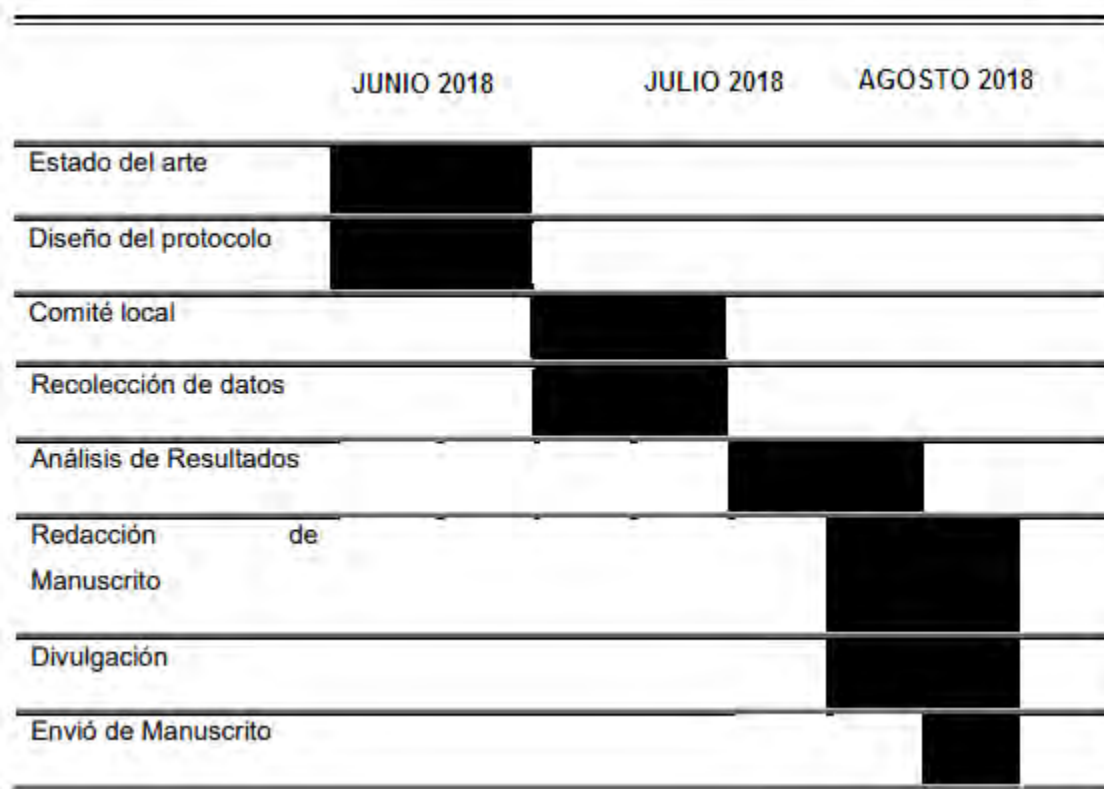 JUNIO 2018 JULIO 2018 AGOSTO 2018
Estado del arte
Diseño del protocolo
Comité local
Recolección de datos
Análisis de Resultados
Redacción de
Manuscrito
Divulgación
Envió de Manuscrito